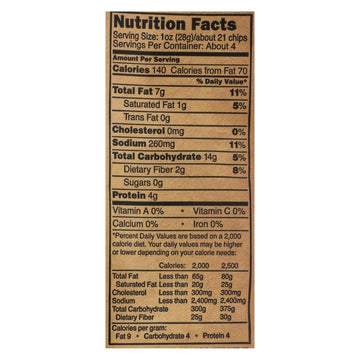 Nutrition Facts
Serving Size: 1oz (28g)/about 21 chips
Servings Per Container: About 4
Amount Per Serving
Calories 140 Calories from Fat 70
% Daily Value*
Total Fat 7g 11%
Saturated Fat 1g 5%
Trans Fat 0g
Cholesterol 0mg 0%
Sodium 260mg 11%
Total Carbohydrate 14g 5%
Dietary Fiber 2g 8%
Sugars 0g
Protein 4g
Vitamin A 0% • Vitamin C 0%
Calcium 0% • Iron 0%
*Percent Daily Values are based on a 2,000
calorie diet. Your daily values may be higher
or lower depending on your calorie needs:
Calories: 2,000 2,500
Total Fat Less than 65g 80g
Saturated Fat Less than 20g 25g
Cholesterol Less than 300mg 300mg
Sodium Less than 2,400mg 2,400mg
Total Carbohydrate 300g 375g
Dietary Fiber 25g 30g
Calories per gram:
Fat 9 • Carbohydrate 4 • Protein 4